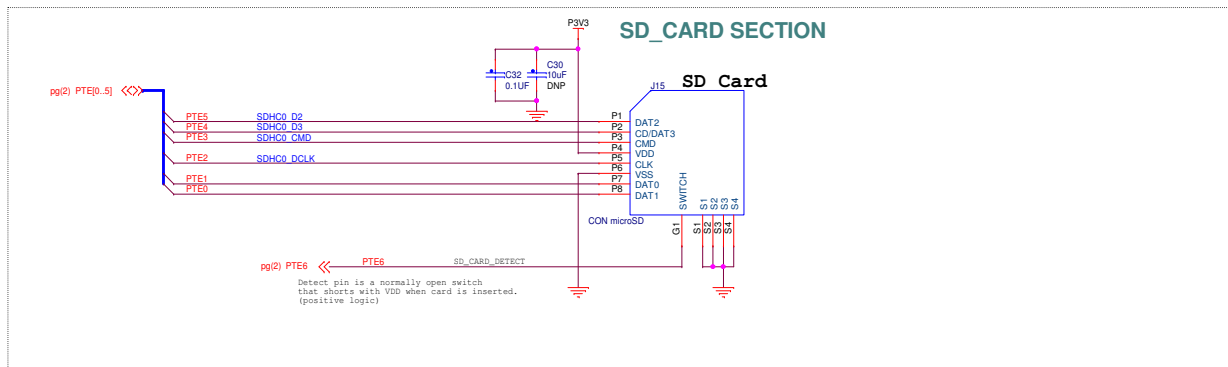 SD_CARD SECTION
P3V3
C32
0.1UF
C30
10uF
DNP
SD Card
J15
pg(2) PTE[0..5]
PTE5 SDHC0_D2 P1 DAT2
PTE4 SDHC0_D3 P2 CD/DAT3
PTE3 SDHC0_CMD P3 CMD
P4 VDD
PTE2 SDHC0_DCLK P5 CLK
P6 VSS
PTE1 P7 DAT0
PTE0 P8 DAT1
SWITCH S1 S2 S3 S4
CON microSD
G1 S1 S2 S3 S4
pg(2) PTE6 PTE6 SD_CARD_DETECT
Detect pin is a normally open switch
that shorts with VDD when card is inserted.
(positive logic)